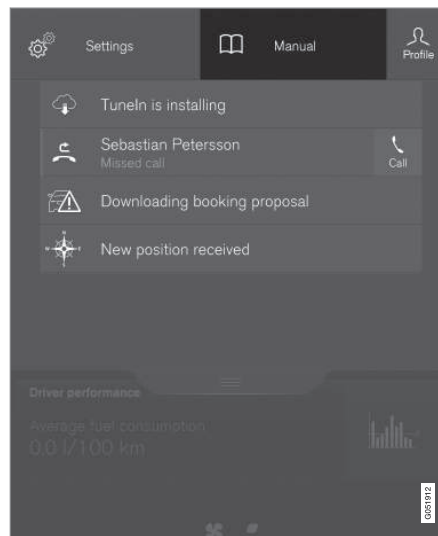 Settings
Manual
Profile
TuneIn is installing
Sebastian Petersson
Missed call
Call
Downloading booking proposal
New position received
Driver performance
Average fuel consumption
0,0 l/100 km
G051912